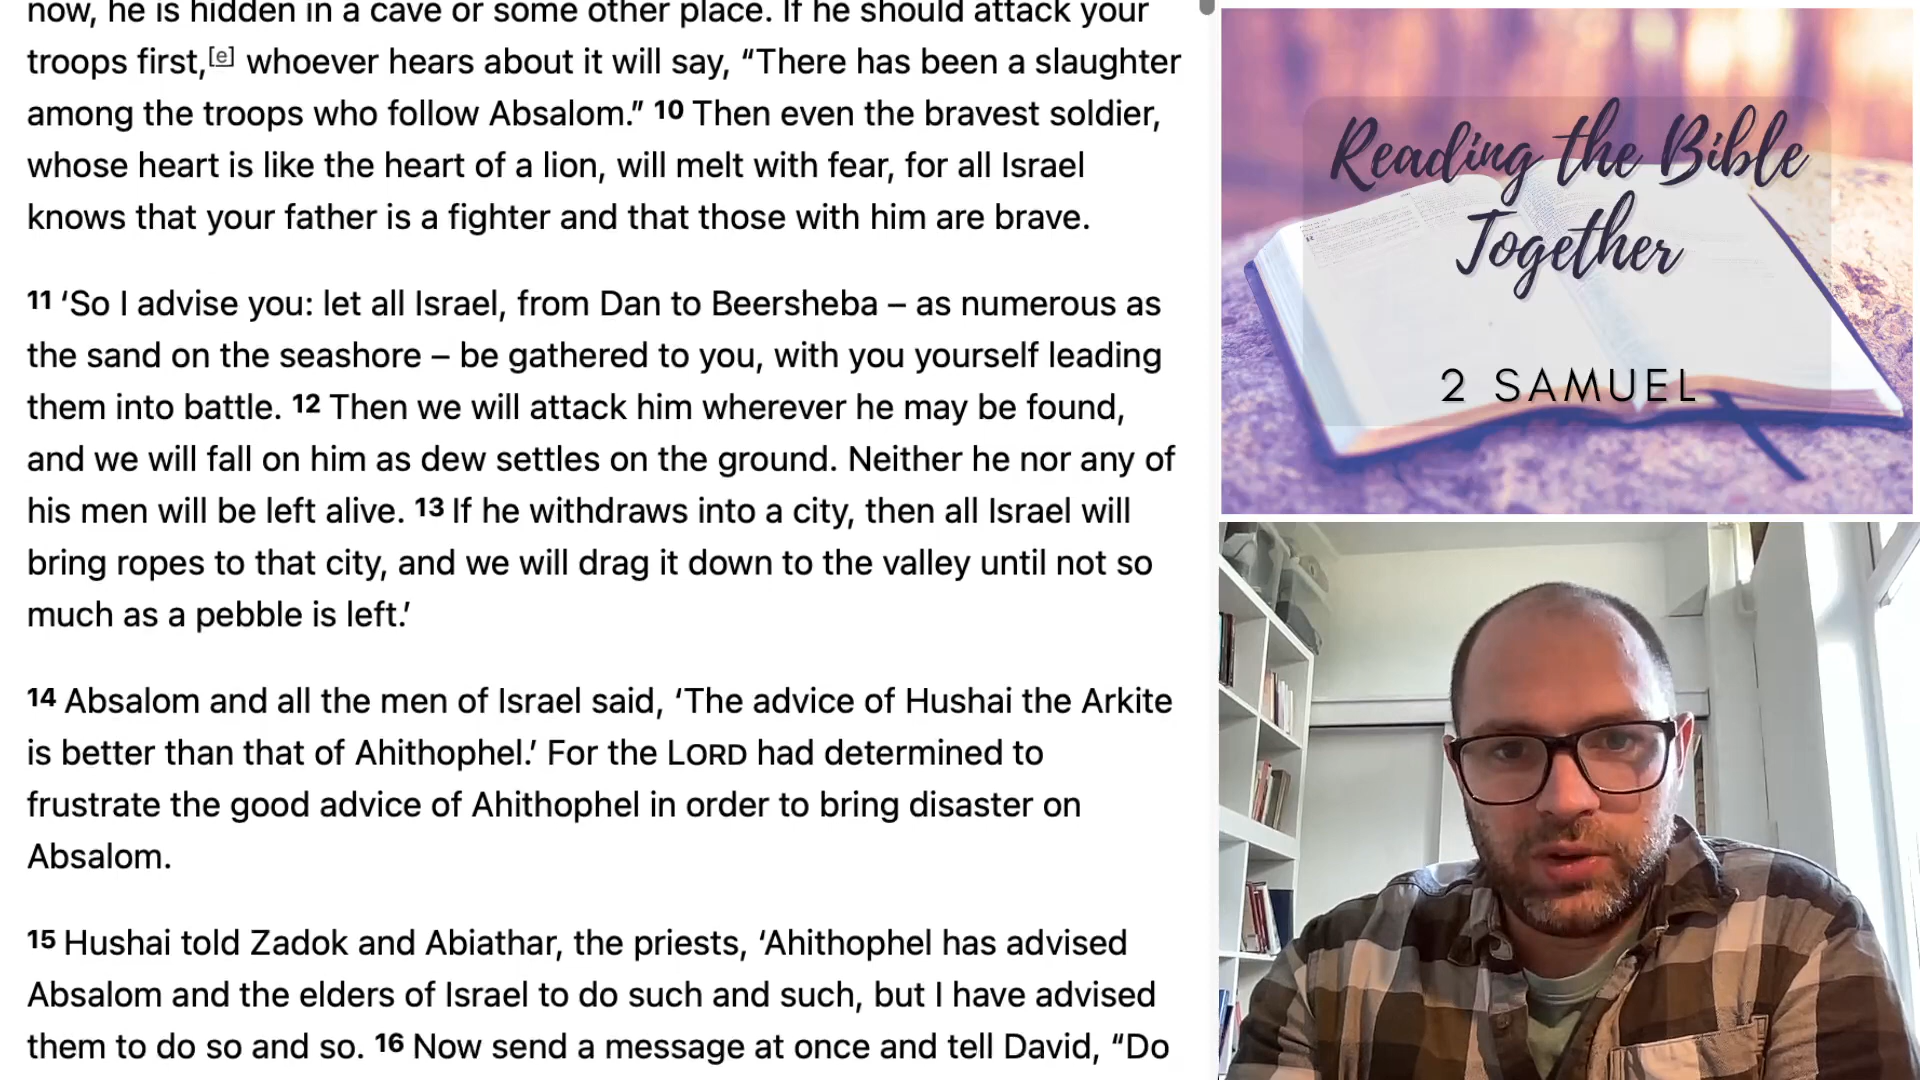 now, he is hidden in a cave or some other place. If he should attack your
troops first,[e] whoever hears about it will say, “There has been a slaughter
among the troops who follow Absalom.” 10 Then even the bravest soldier,
whose heart is like the heart of a lion, will melt with fear, for all Israel
knows that your father is a fighter and that those with him are brave.
11 ‘So I advise you: let all Israel, from Dan to Beersheba – as numerous as
the sand on the seashore – be gathered to you, with you yourself leading
them into battle. 12 Then we will attack him wherever he may be found,
and we will fall on him as dew settles on the ground. Neither he nor any of
his men will be left alive. 13 If he withdraws into a city, then all Israel will
bring ropes to that city, and we will drag it down to the valley until not so
much as a pebble is left.’
14 Absalom and all the men of Israel said, ‘The advice of Hushai the Arkite
is better than that of Ahithophel.’ For the LORD had determined to
frustrate the good advice of Ahithophel in order to bring disaster on
Absalom.
15 Hushai told Zadok and Abiathar, the priests, ‘Ahithophel has advised
Absalom and the elders of Israel to do such and such, but I have advised
them to do so and so. 16 Now send a message at once and tell David, “Do
Reading the Bible
Together
2 SAMUEL